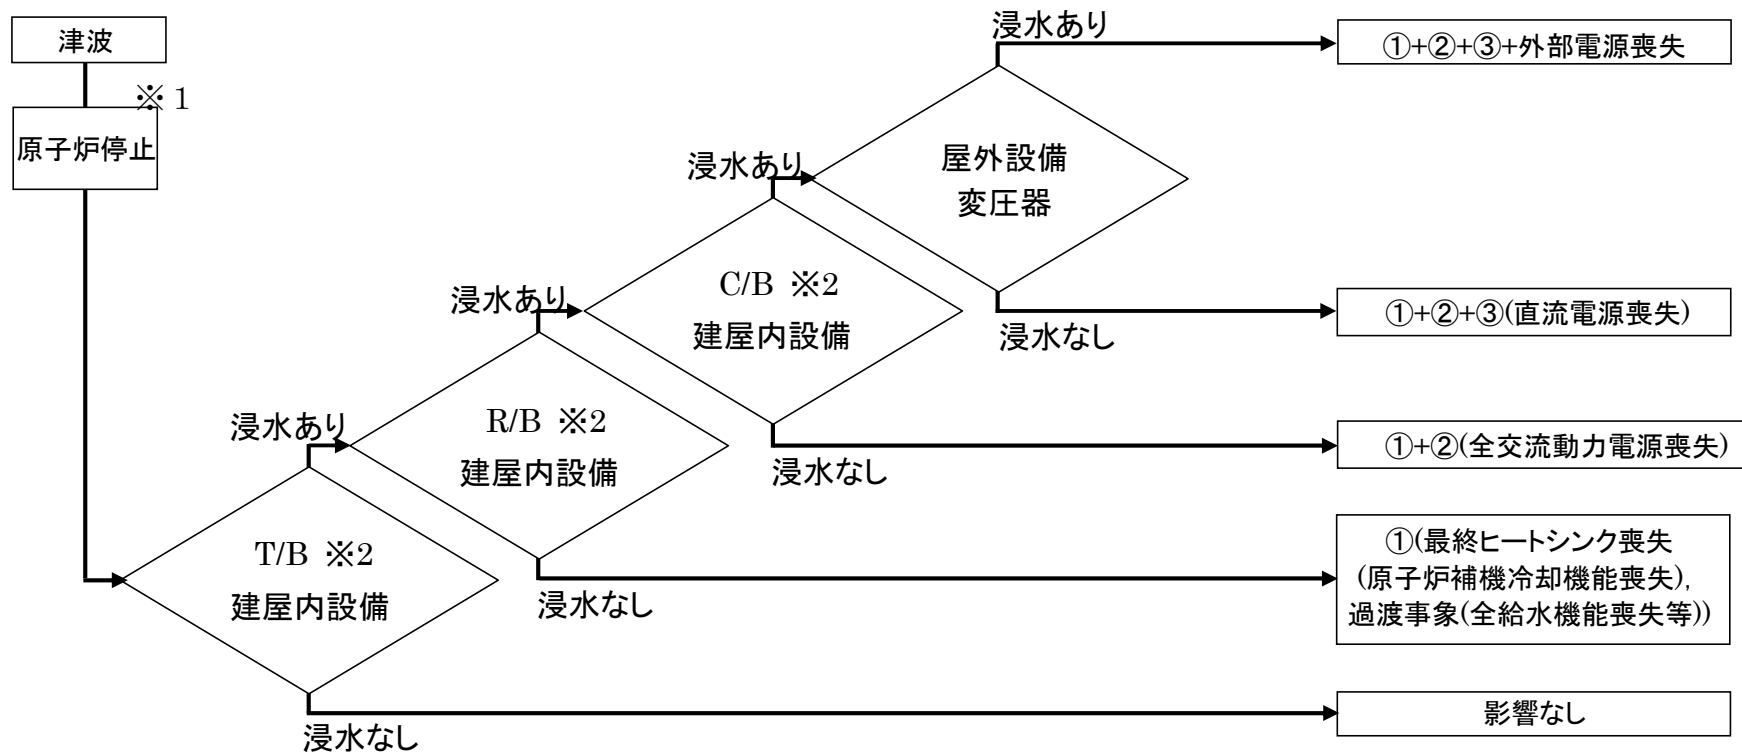 津波
※1
原子炉停止
浸水あり
①+②+③+外部電源喪失
屋外設備
変圧器
浸水あり
浸水なし
①+②+③(直流電源喪失)
C/B ※2
建屋内設備
浸水あり
浸水なし
①+②(全交流動力電源喪失)
R/B ※2
建屋内設備
浸水あり
浸水なし
①(最終ヒートシンク喪失
(原子炉補機冷却機能喪失),
過渡事象(全給水機能喪失等))
T/B ※2
建屋内設備
浸水なし
影響なし